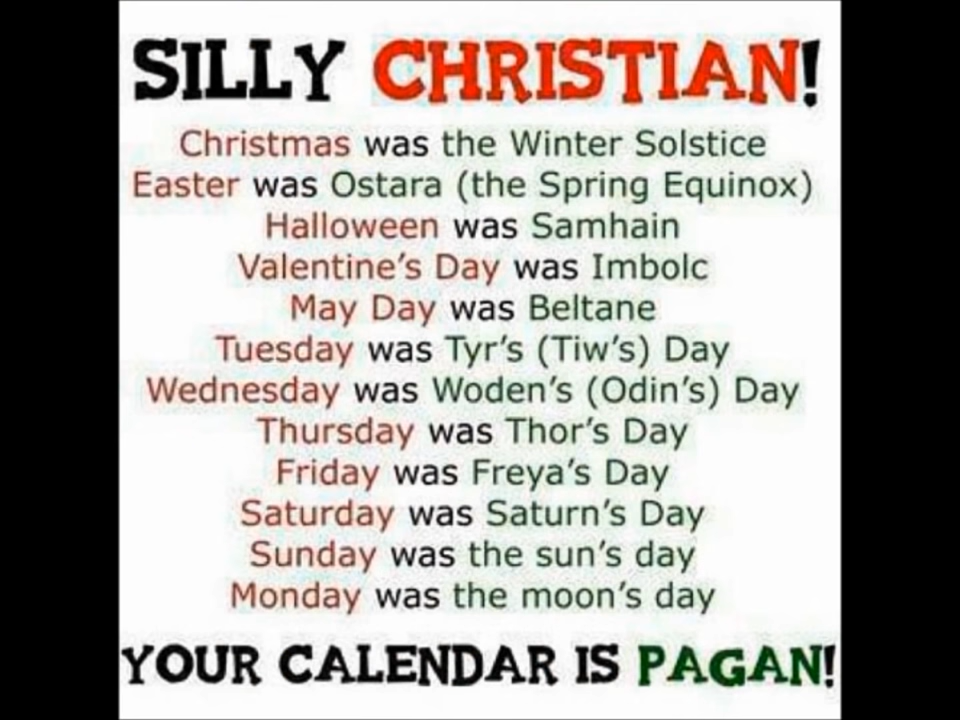 SILLY CHRISTIAN!
Christmas was the Winter Solstice
Easter was Ostara (the Spring Equinox)
Halloween was Samhain
Valentine's Day was Imbolc
May Day was Beltane
Tuesday was Tyr's (Tiw's) Day
Wednesday was Woden's (Odin's) Day
Thursday was Thor's Day
Friday was Freya's Day
Saturday was Saturn's Day
Sunday was the sun's day
Monday was the moon's day
YOUR CALENDAR IS PAGAN!